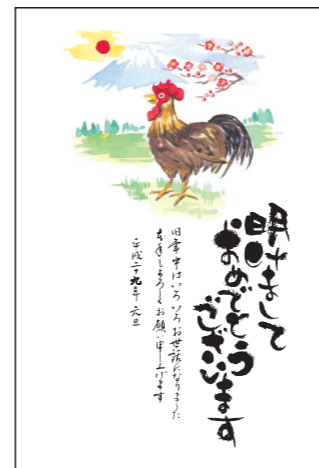 明けまして
おめでとう
ございます
旧年中はいろいろお世話になりました
本年もよろしくお願い申し上げます
平成二十九年 元旦